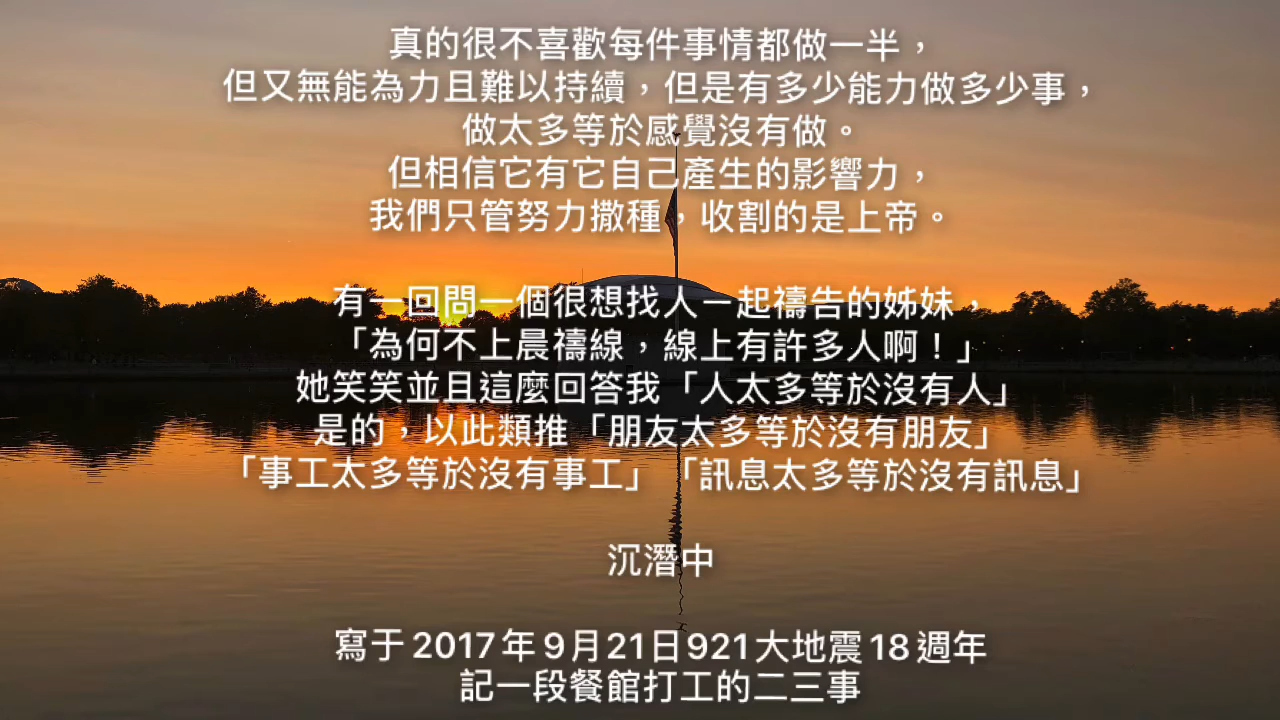 真的很不喜歡每件事情都做一半，
但又無能為力且難以持續，但是有多少能力做多少事，
做太多等於感覺沒有做。
但相信它有它自己產生的影響力，
我們只管努力撒種，收割的是上帝。
有一回問一個很想找人一起禱告的姊妹，
「為何不上晨禱線，線上有許多人啊！」
她笑笑並且這麼回答我「人太多等於沒有人」
是的，以此類推「朋友太多等於沒有朋友」
「事工太多等於沒有事工」「訊息太多等於沒有訊息」
沉潛中
寫于2017年9月21日921大地震18週年
記一段餐館打工的二三事